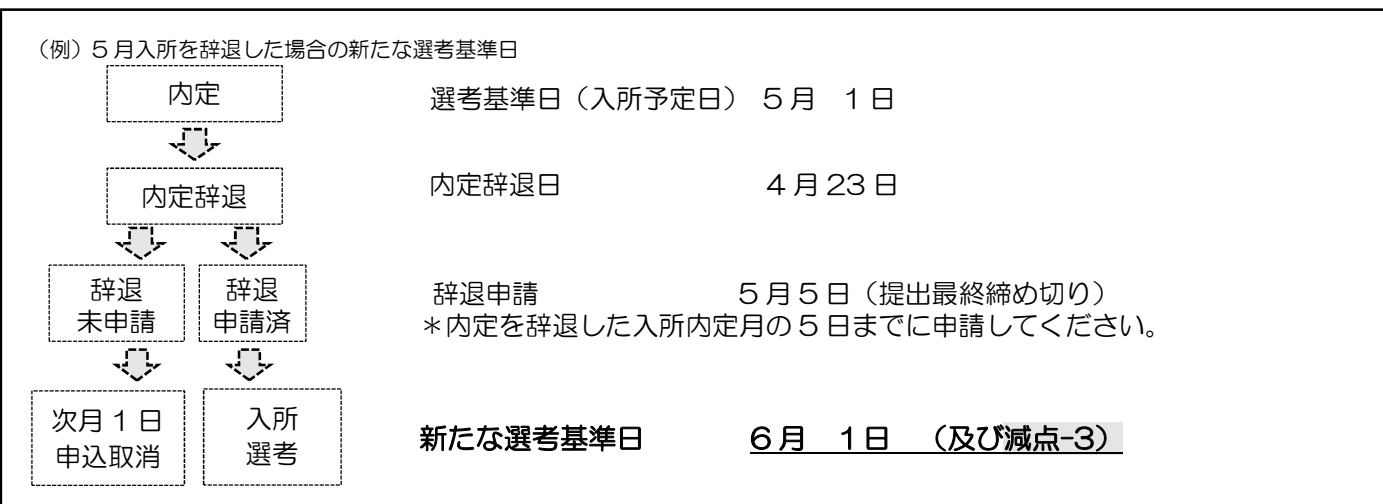 （例）５月入所を辞退した場合の新たな選考基準日
内定
選考基準日（入所予定日） ５月　１日
内定辞退
内定辞退日　４月23日
辞退
未申請
辞退
申請済
辞退申請　５月５日（提出最終締め切り）
＊内定を辞退した入所内定月の５日までに申請してください。
次月１日
申込取消
入所
選考
新たな選考基準日　６月　１日　（及び減点-3）